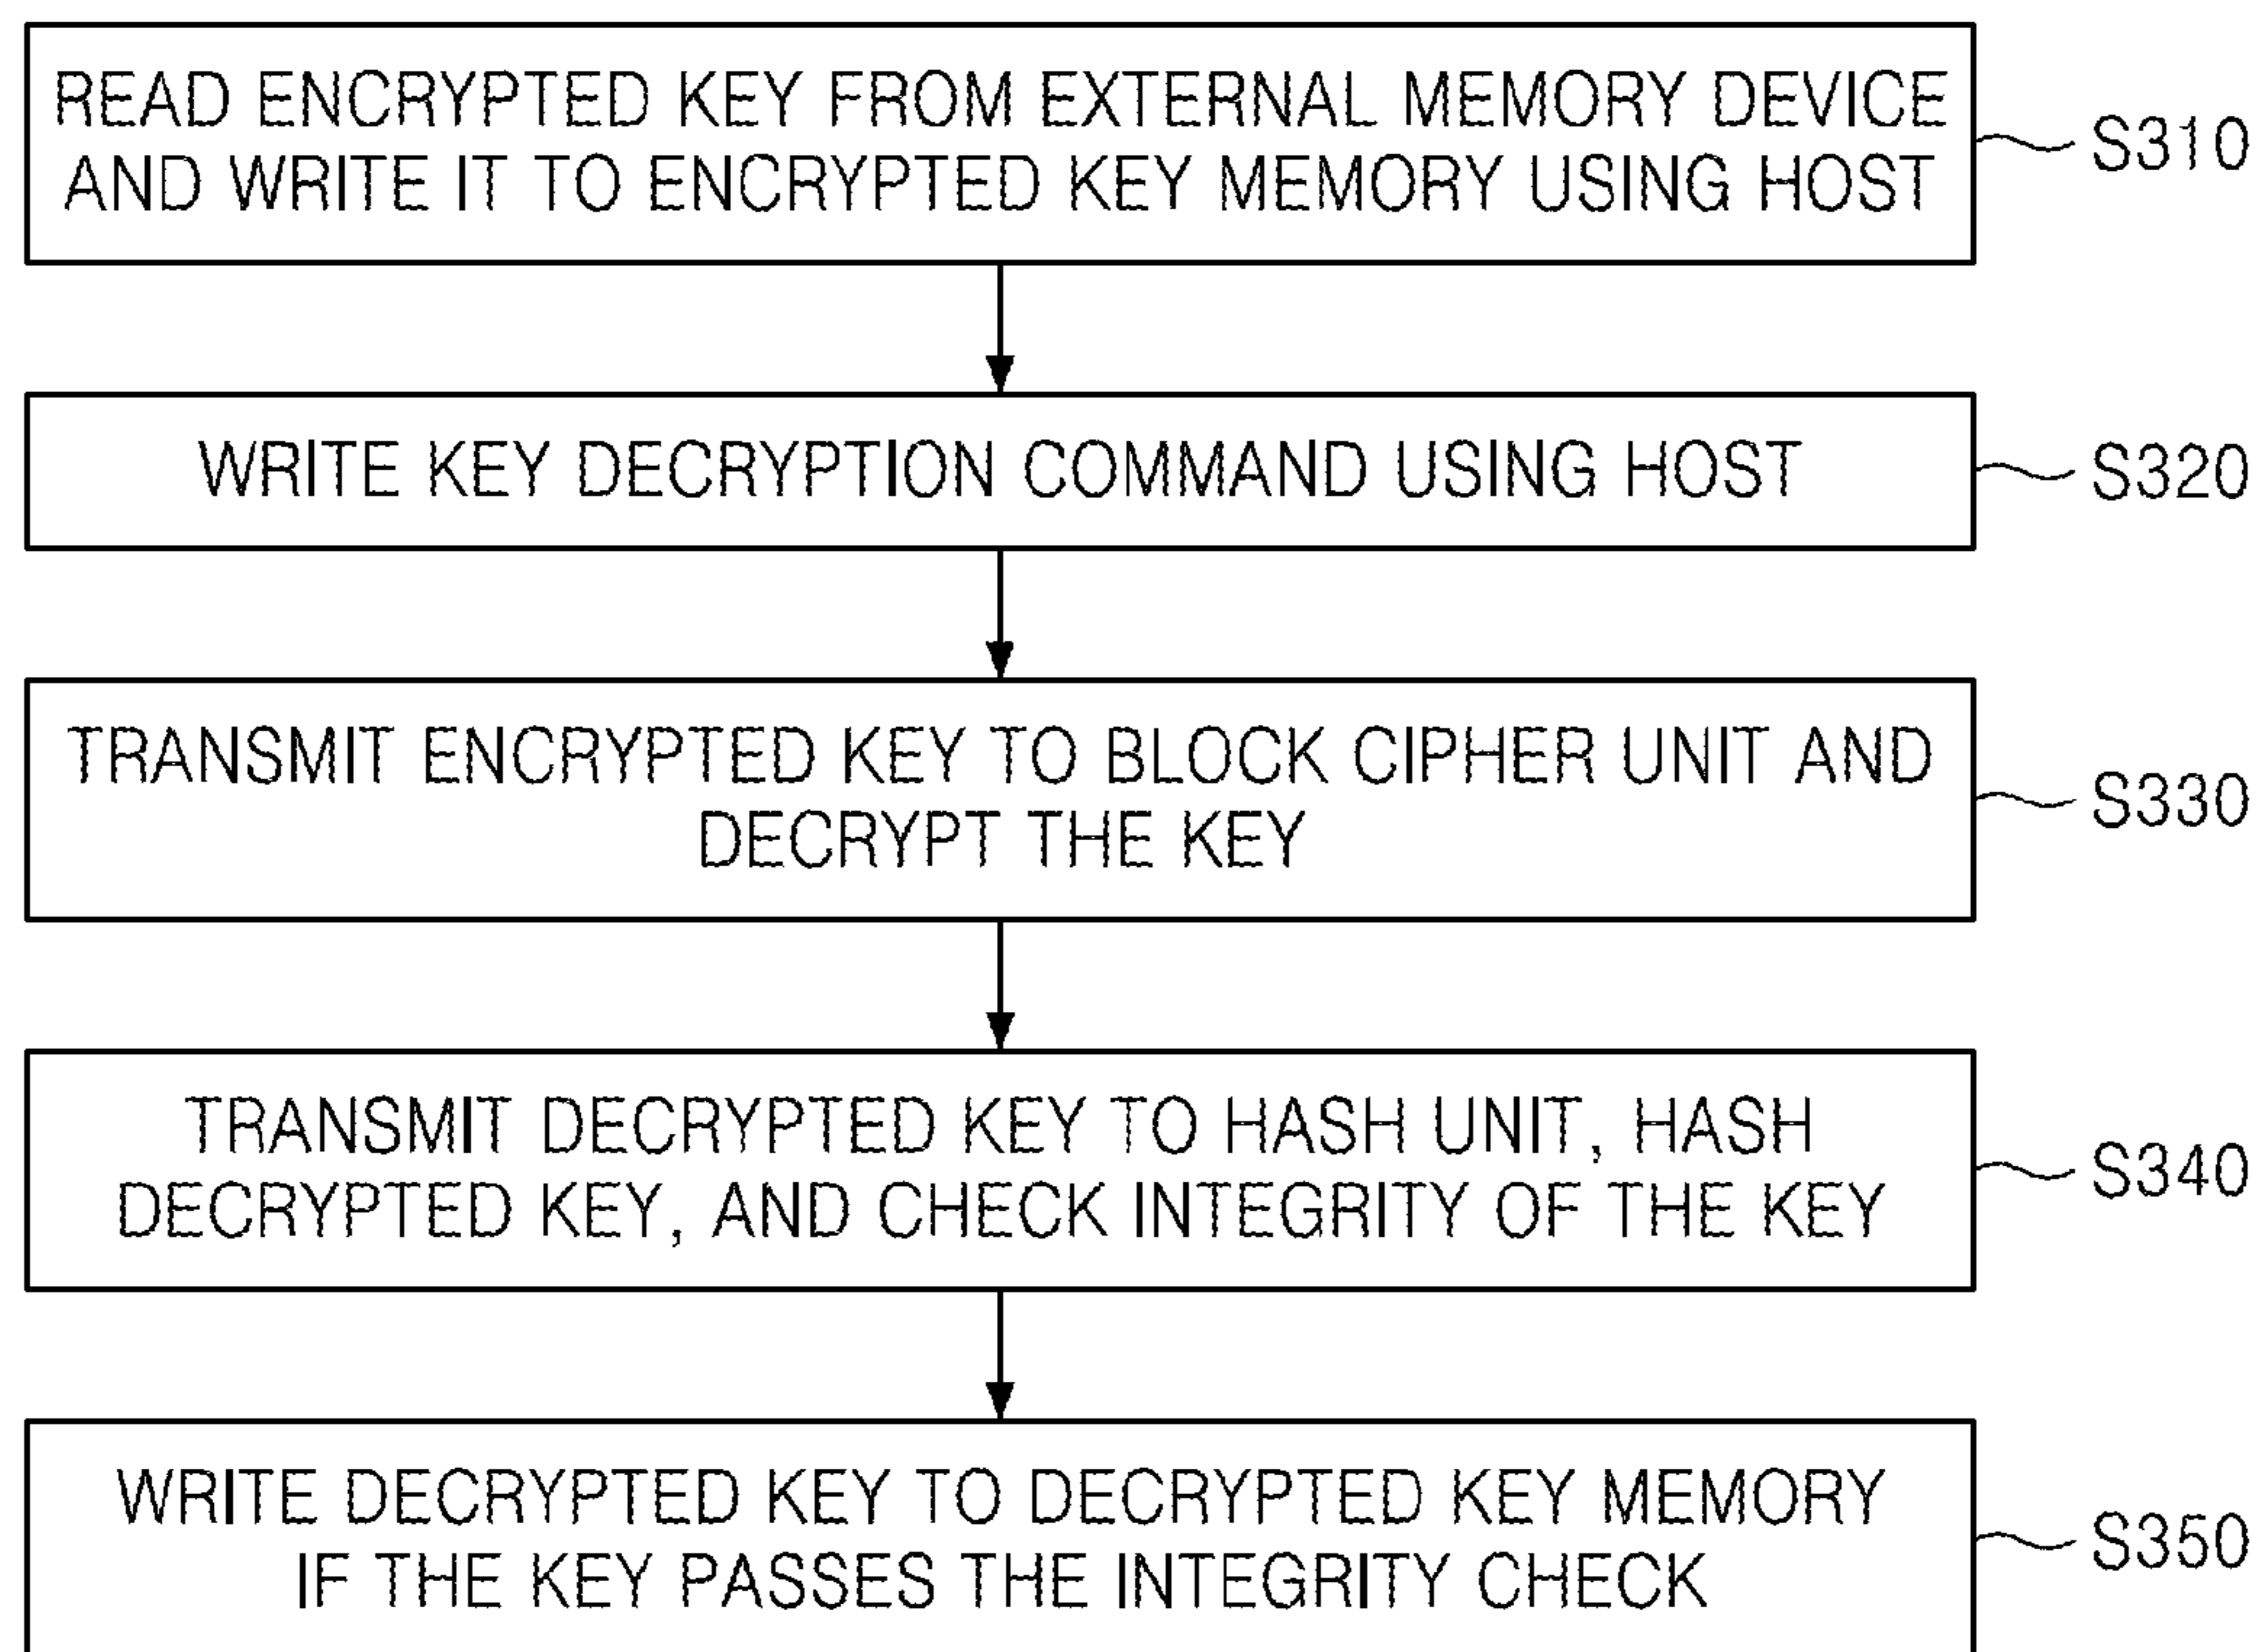 READ ENCRYPTED KEY FROM EXTERNAL MEMORY DEVICE
AND WRITE IT TO ENCRYPTED KEY MEMORY USING HOST
S310
WRITE KEY DECRYPTION COMMAND USING HOST
S320
TRANSMIT ENCRYPTED KEY TO BLOCK CIPHER UNIT AND
DECRYPT THE KEY
S330
TRANSMIT DECRYPTED KEY TO HASH UNIT, HASH
DECRYPTED KEY, AND CHECK INTEGRITY OF THE KEY
S340
WRITE DECRYPTED KEY TO DECRYPTED KEY MEMORY
IF THE KEY PASSES THE INTEGRITY CHECK
S350